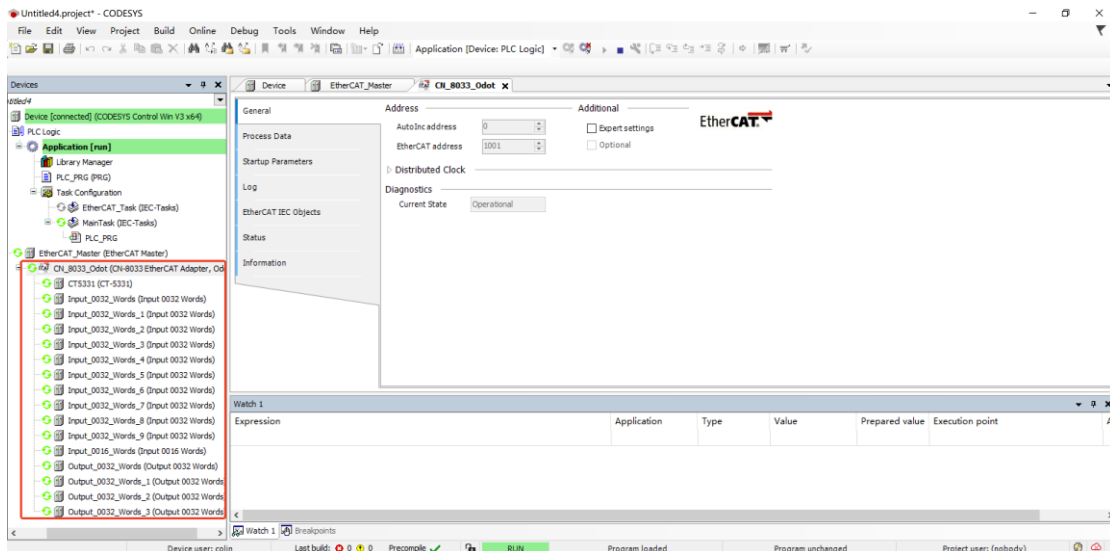 Untitled4.project* - CODESYS
File Edit View Project Build Online Debug Tools Window Help
Application [Device: PLC Logic]
Devices
Device [connected] (CODESYS Control Win V3 x64)
PLC Logic
Application [run]
Library Manager
PLC_PRG (PRG)
Task Configuration
EtherCAT_Task (IEC-Tasks)
MainTask (IEC-Tasks)
PLC_PRG
EtherCAT_Master (EtherCAT Master)
CN_8033_Odot (CN-8033 EtherCAT Adapter, Od
CT5331 (CT-5331)
Input_0032_Words (Input 0032 Words)
Input_0032_Words_1 (Input 0032 Words)
Input_0032_Words_2 (Input 0032 Words)
Input_0032_Words_3 (Input 0032 Words)
Input_0032_Words_4 (Input 0032 Words)
Input_0032_Words_5 (Input 0032 Words)
Input_0032_Words_6 (Input 0032 Words)
Input_0032_Words_7 (Input 0032 Words)
Input_0032_Words_8 (Input 0032 Words)
Input_0032_Words_9 (Input 0032 Words)
Input_0016_Words (Input 0016 Words)
Output_0032_Words (Output 0032 Words)
Output_0032_Words_1 (Output 0032 Words
Output_0032_Words_2 (Output 0032 Words
Output_0032_Words_3 (Output 0032 Words
Device EtherCAT_Master CN_8033_Odot
General
Process Data
Startup Parameters
Log
EtherCAT IEC Objects
Status
Information
Address
AutoInc address 0
EtherCAT address 1001
Distributed Clock
Diagnostics
Current State Operational
Additional
Expert settings
Optional
EtherCAT
Watch 1
Expression Application Type Value Prepared value Execution point
Watch 1 Breakpoints
Device user: colin Last build: 0 0 Precompile RUN Program loaded Program unchanged Project user: (nobody)